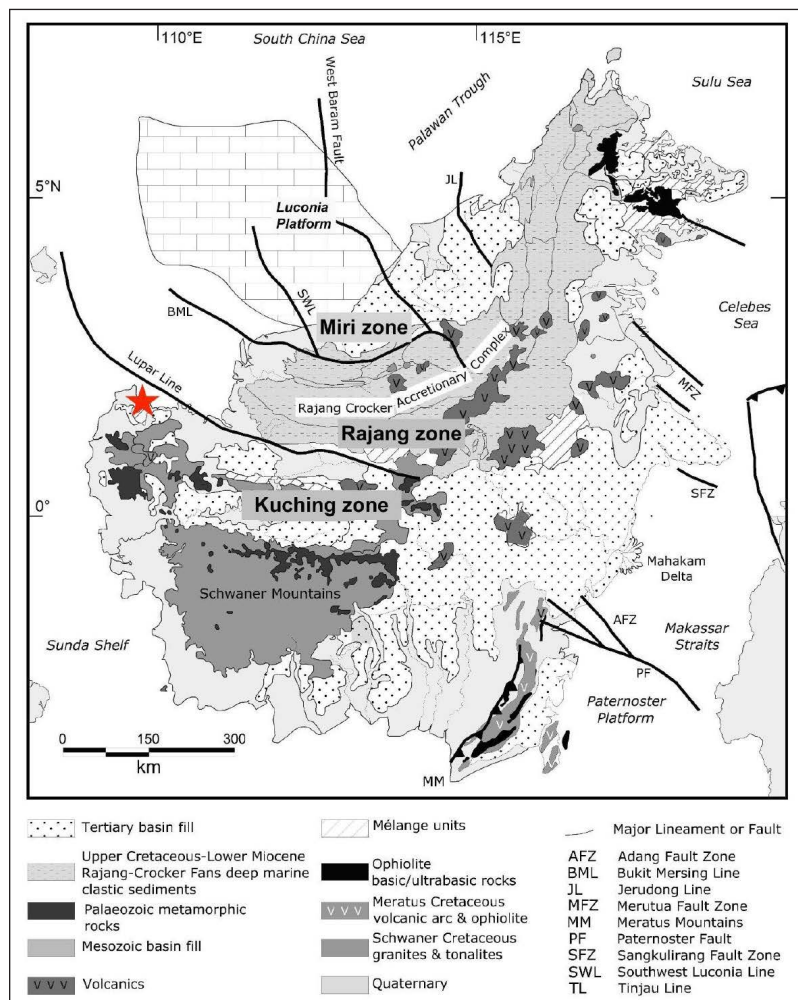 110°E
115°E
South China Sea
Sulu Sea
West Baram Fault
Palawan Trough
JL
5°N
Luconia
Platform
SWL
BML
Celebes
Sea
Miri zone
Lupar Line
Rajang Crocker Accretionary Complex
MFZ
Rajang zone
SFZ
0°
Kuching zone
Mahakam
Delta
Schwaner Mountains
Makassar
Straits
AFZ
Sunda Shelf
PF
Paternoster
Platform
0 150 300
km
MM
Tertiary basin fill
Upper Cretaceous-Lower Miocene
Rajang-Crocker Fans deep marine
clastic sediments
Palaeozoic metamorphic
rocks
Mesozoic basin fill
Volcanics
Mélange units
Ophiolite
basic/ultrabasic rocks
Meratus Cretaceous
volcanic arc & ophiolite
Schwaner Cretaceous
granites & tonalites
Quaternary
Major Lineament or Fault
AFZ Adang Fault Zone
BML Bukit Mersing Line
JL Jerudong Line
MFZ Merutua Fault Zone
MM Meratus Mountains
PF Paternoster Fault
SFZ Sangkulirang Fault Zone
SWL Southwest Luconia Line
TL Tinjau Line